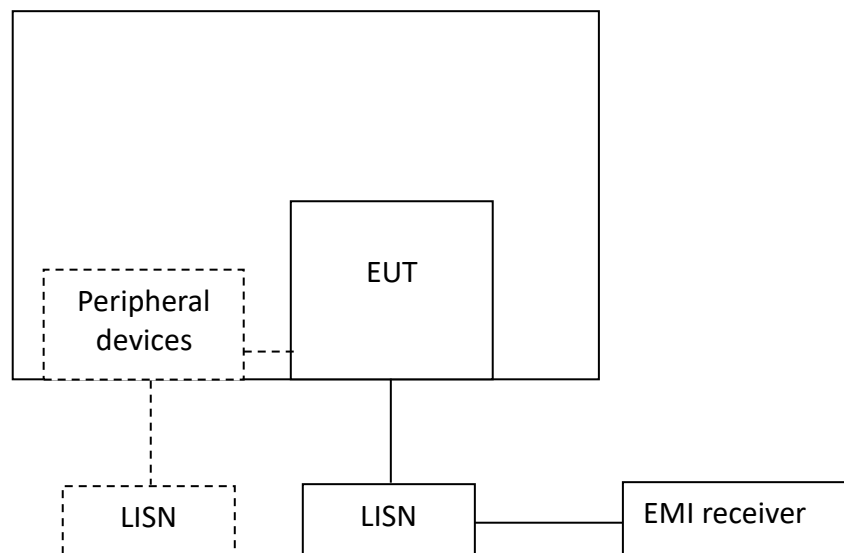 EUT
Peripheral
devices
LISN
LISN
EMI receiver